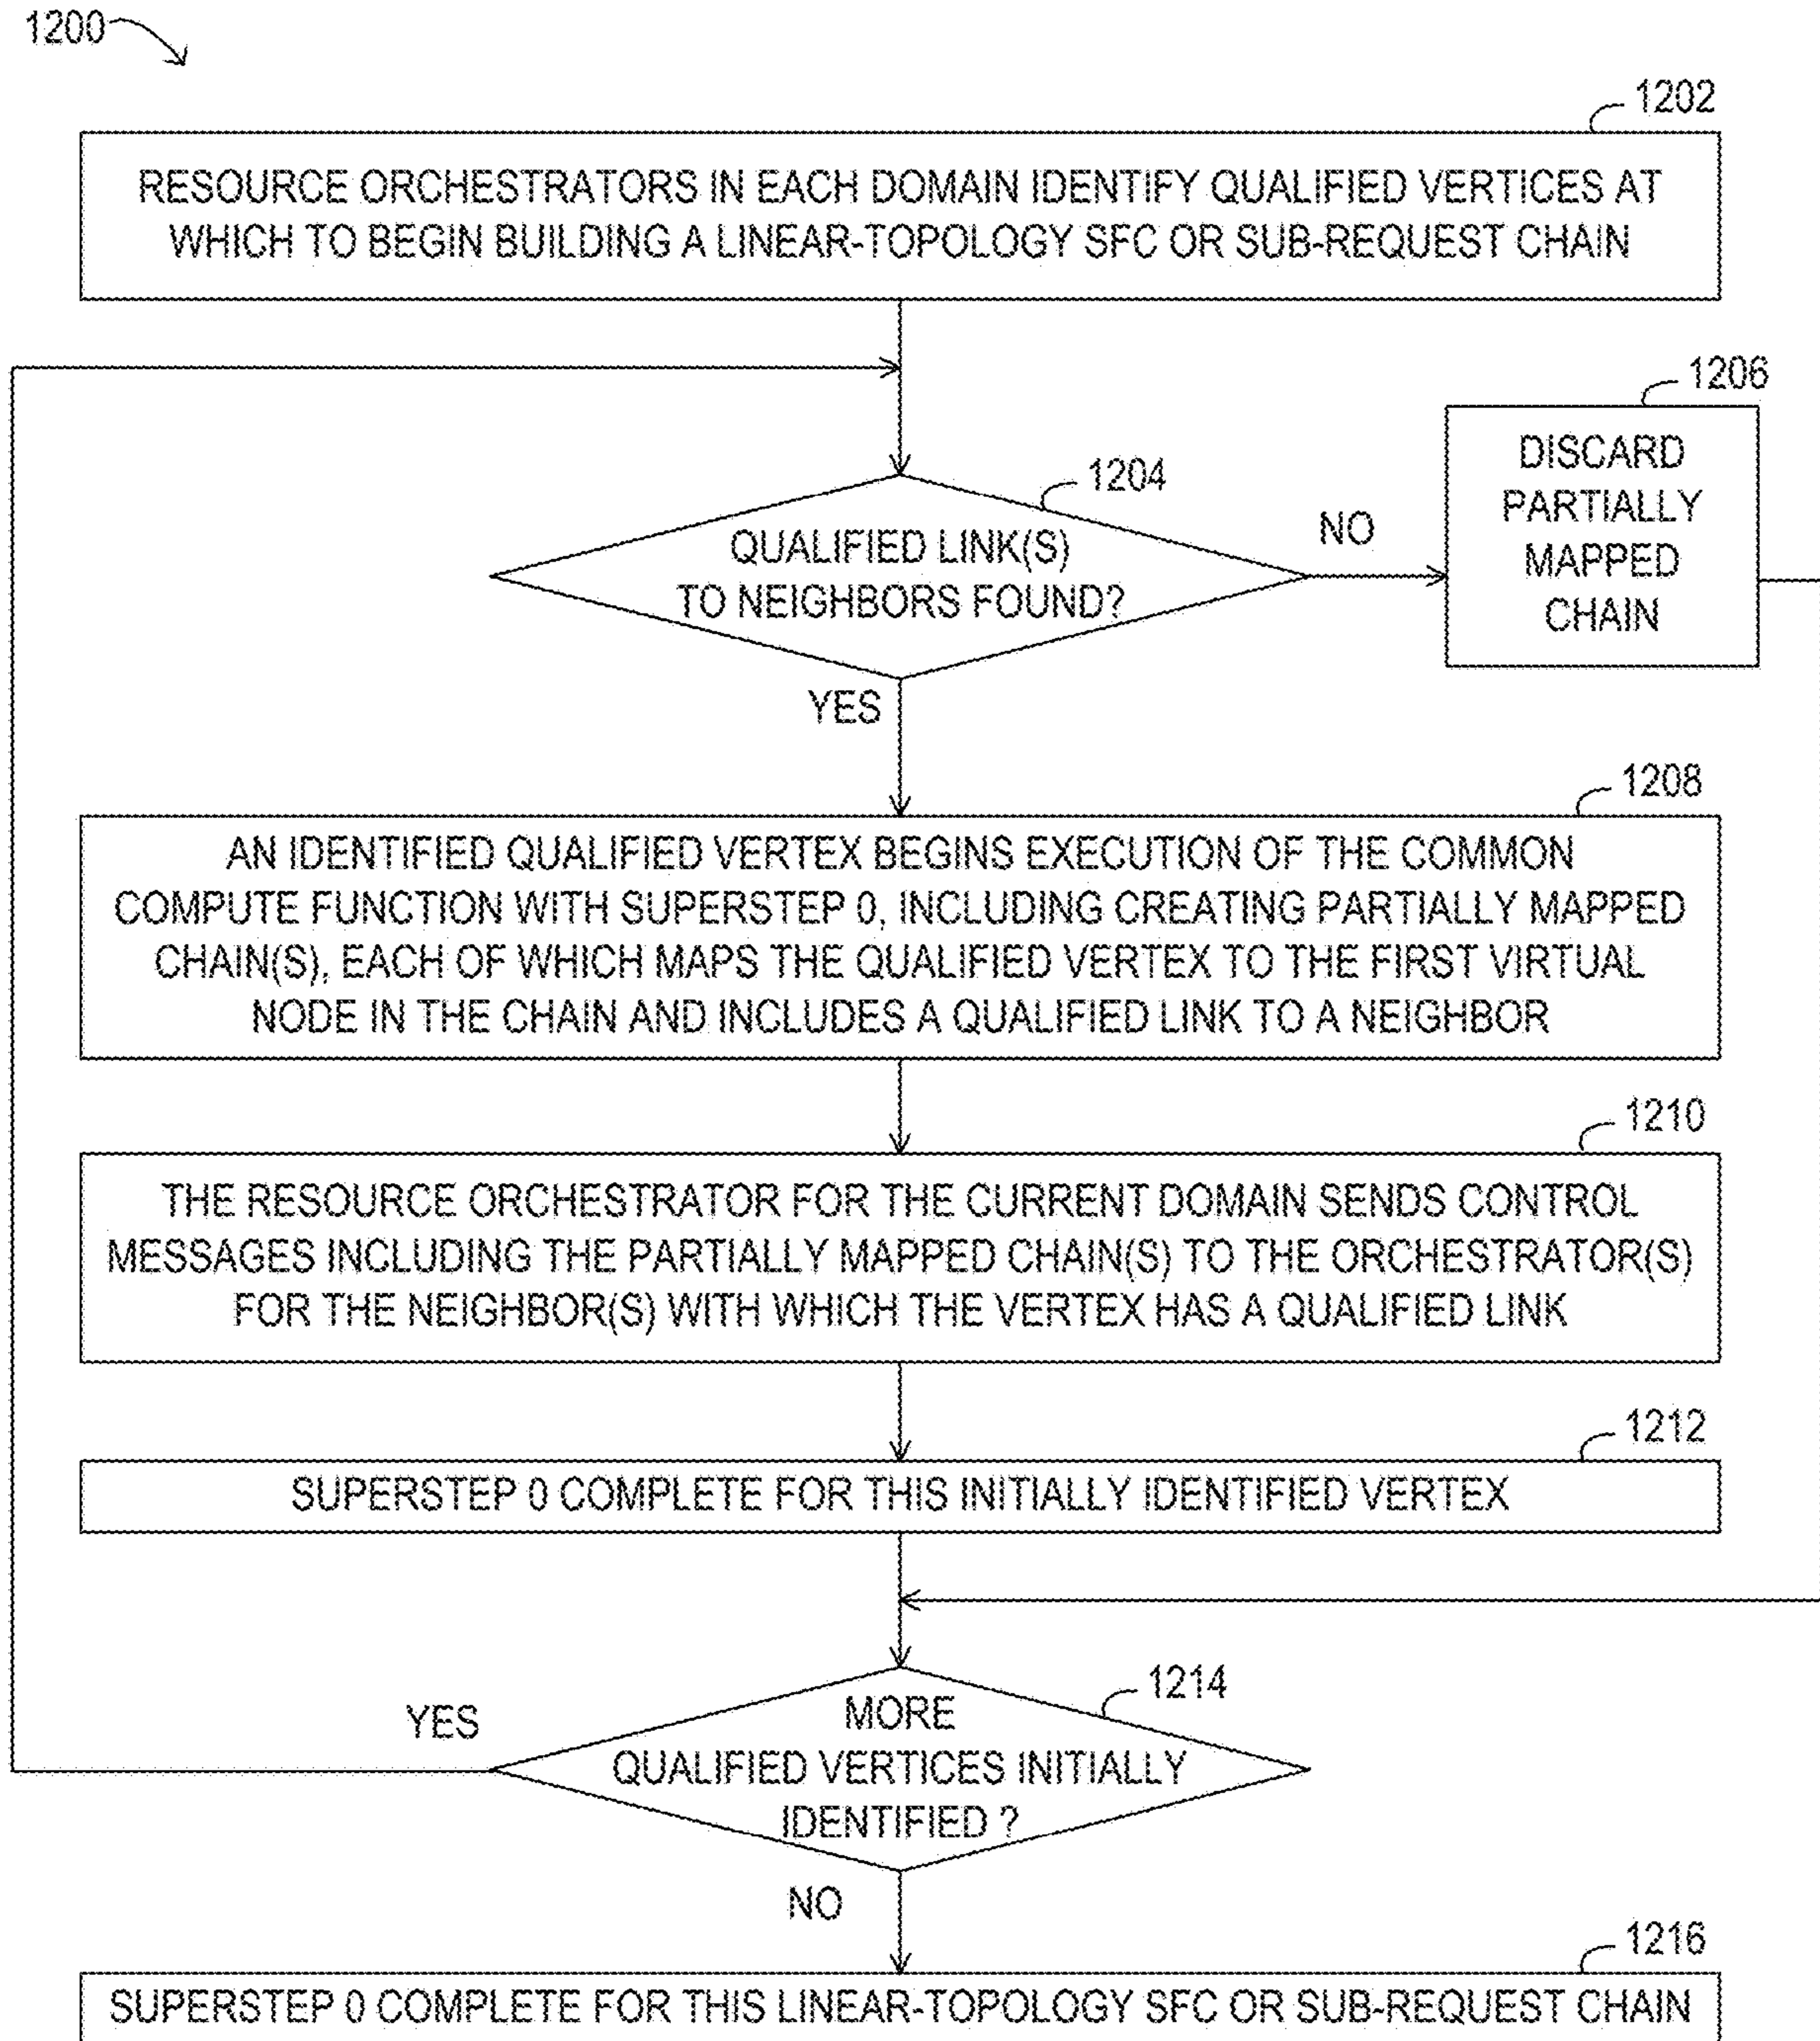 1200
1202
RESOURCE ORCHESTRATORS IN EACH DOMAIN IDENTIFY QUALIFIED VERTICES AT
WHICH TO BEGIN BUILDING A LINEAR-TOPOLOGY SFC OR SUB-REQUEST CHAIN
1204
QUALIFIED LINK(S)
TO NEIGHBORS FOUND?
NO
1206
DISCARD
PARTIALLY
MAPPED
CHAIN
YES
1208
AN IDENTIFIED QUALIFIED VERTEX BEGINS EXECUTION OF THE COMMON
COMPUTE FUNCTION WITH SUPERSTEP 0, INCLUDING CREATING PARTIALLY MAPPED
CHAIN(S), EACH OF WHICH MAPS THE QUALIFIED VERTEX TO THE FIRST VIRTUAL
NODE IN THE CHAIN AND INCLUDES A QUALIFIED LINK TO A NEIGHBOR
1210
THE RESOURCE ORCHESTRATOR FOR THE CURRENT DOMAIN SENDS CONTROL
MESSAGES INCLUDING THE PARTIALLY MAPPED CHAIN(S) TO THE ORCHESTRATOR(S)
FOR THE NEIGHBOR(S) WITH WHICH THE VERTEX HAS A QUALIFIED LINK
1212
SUPERSTEP 0 COMPLETE FOR THIS INITIALLY IDENTIFIED VERTEX
1214
MORE
QUALIFIED VERTICES INITIALLY
IDENTIFIED ?
YES
NO
1216
SUPERSTEP 0 COMPLETE FOR THIS LINEAR-TOPOLOGY SFC OR SUB-REQUEST CHAIN